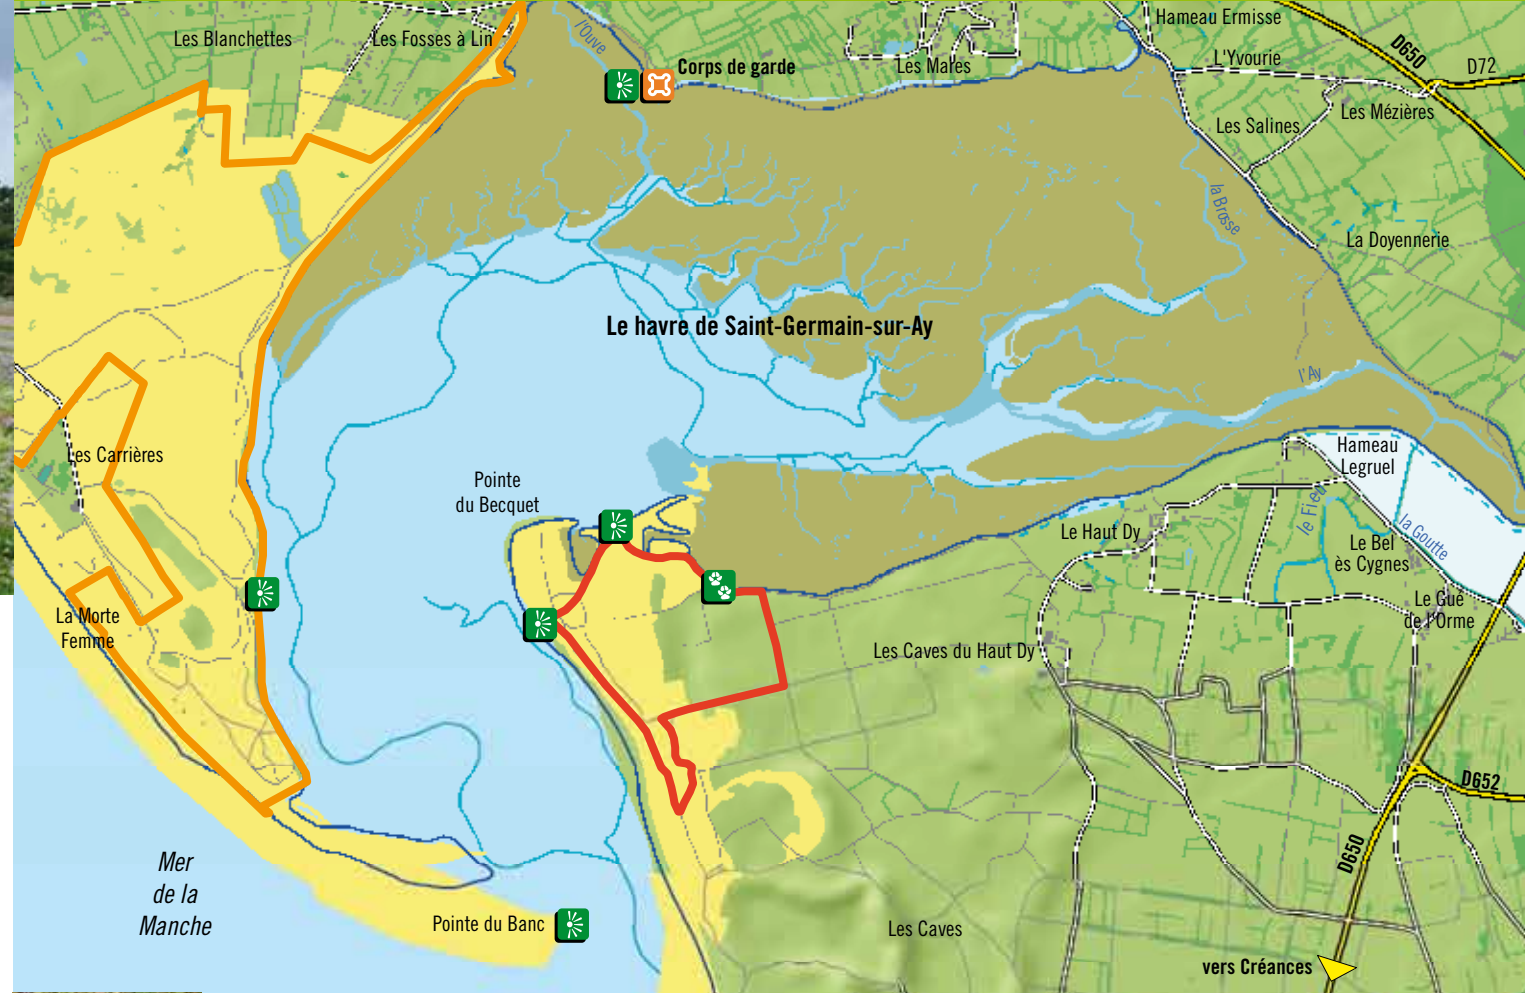 Les Blanchettes
Les Fosses à Lin
l'Ouve
Corps de garde
Les Mares
Hameau Ermisse
L'Yvourie
D650
D72
Les Mézières
Les Salines
la Brosse
La Doyennerie
Le havre de Saint-Germain-sur-Ay
l'Ay
Les Carrières
Pointe
du Becquet
Hameau
Legruel
le Fieu
la Goutte
Le Haut Dy
Le Bel
ès Cygnes
La Morte
Femme
Le Gué
de l'Orme
Les Caves du Haut Dy
D652
D650
Mer
de la
Manche
Pointe du Banc
Les Caves
vers Créances